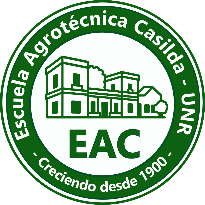 Escuela Agrotécnica Casilda - UNR
EAC
- Creciendo desde 1900 -